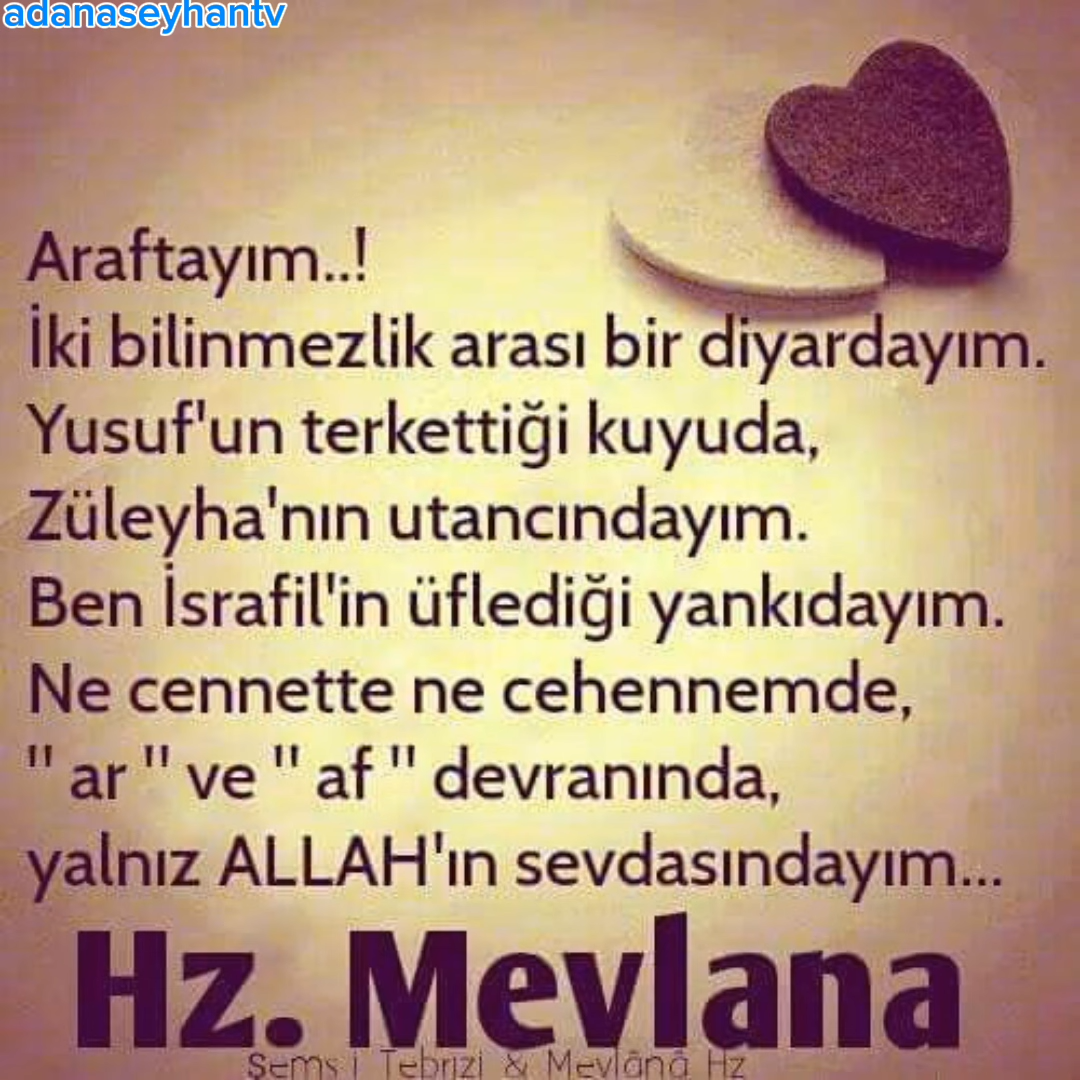 adanaseyhantv
Araftayım..!
İki bilinmezlik arası bir diyardayım.
Yusuf'un terkettiği kuyuda,
Züleyha'nın utancındayım.
Ben İsrafil'in üflediği yankıdayım.
Ne cennette ne cehennemde,
" ar " ve " af " devranında,
yalnız ALLAH'ın sevdasındayım...
Hz. Mevlana
Şems i Tebrizi & Mevlânâ Hz